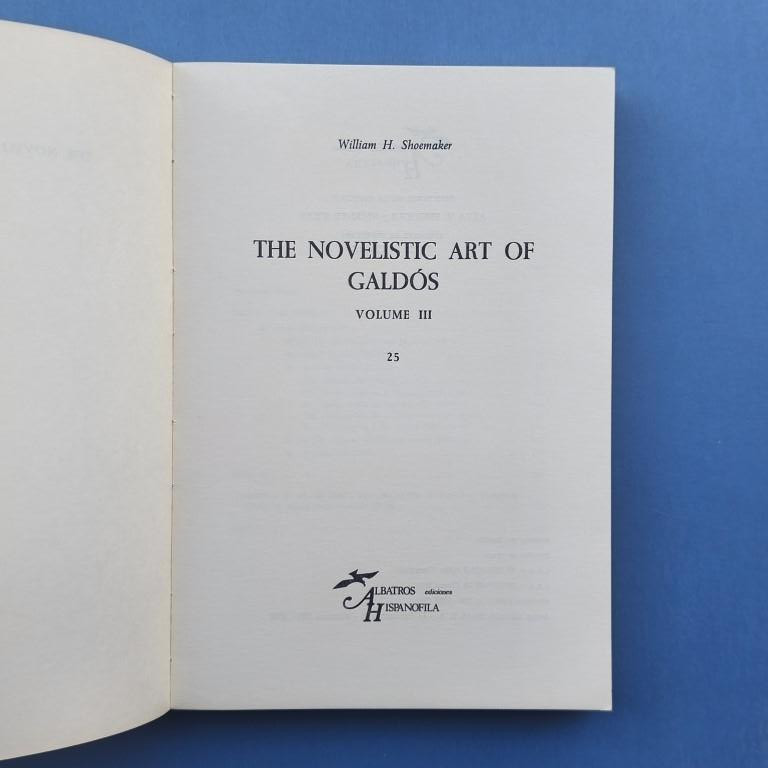 William H. Shoemaker
THE NOVELISTIC ART OF
GALDÓS
VOLUME III
25
ALBATROS ediciones
HISPANOFILA